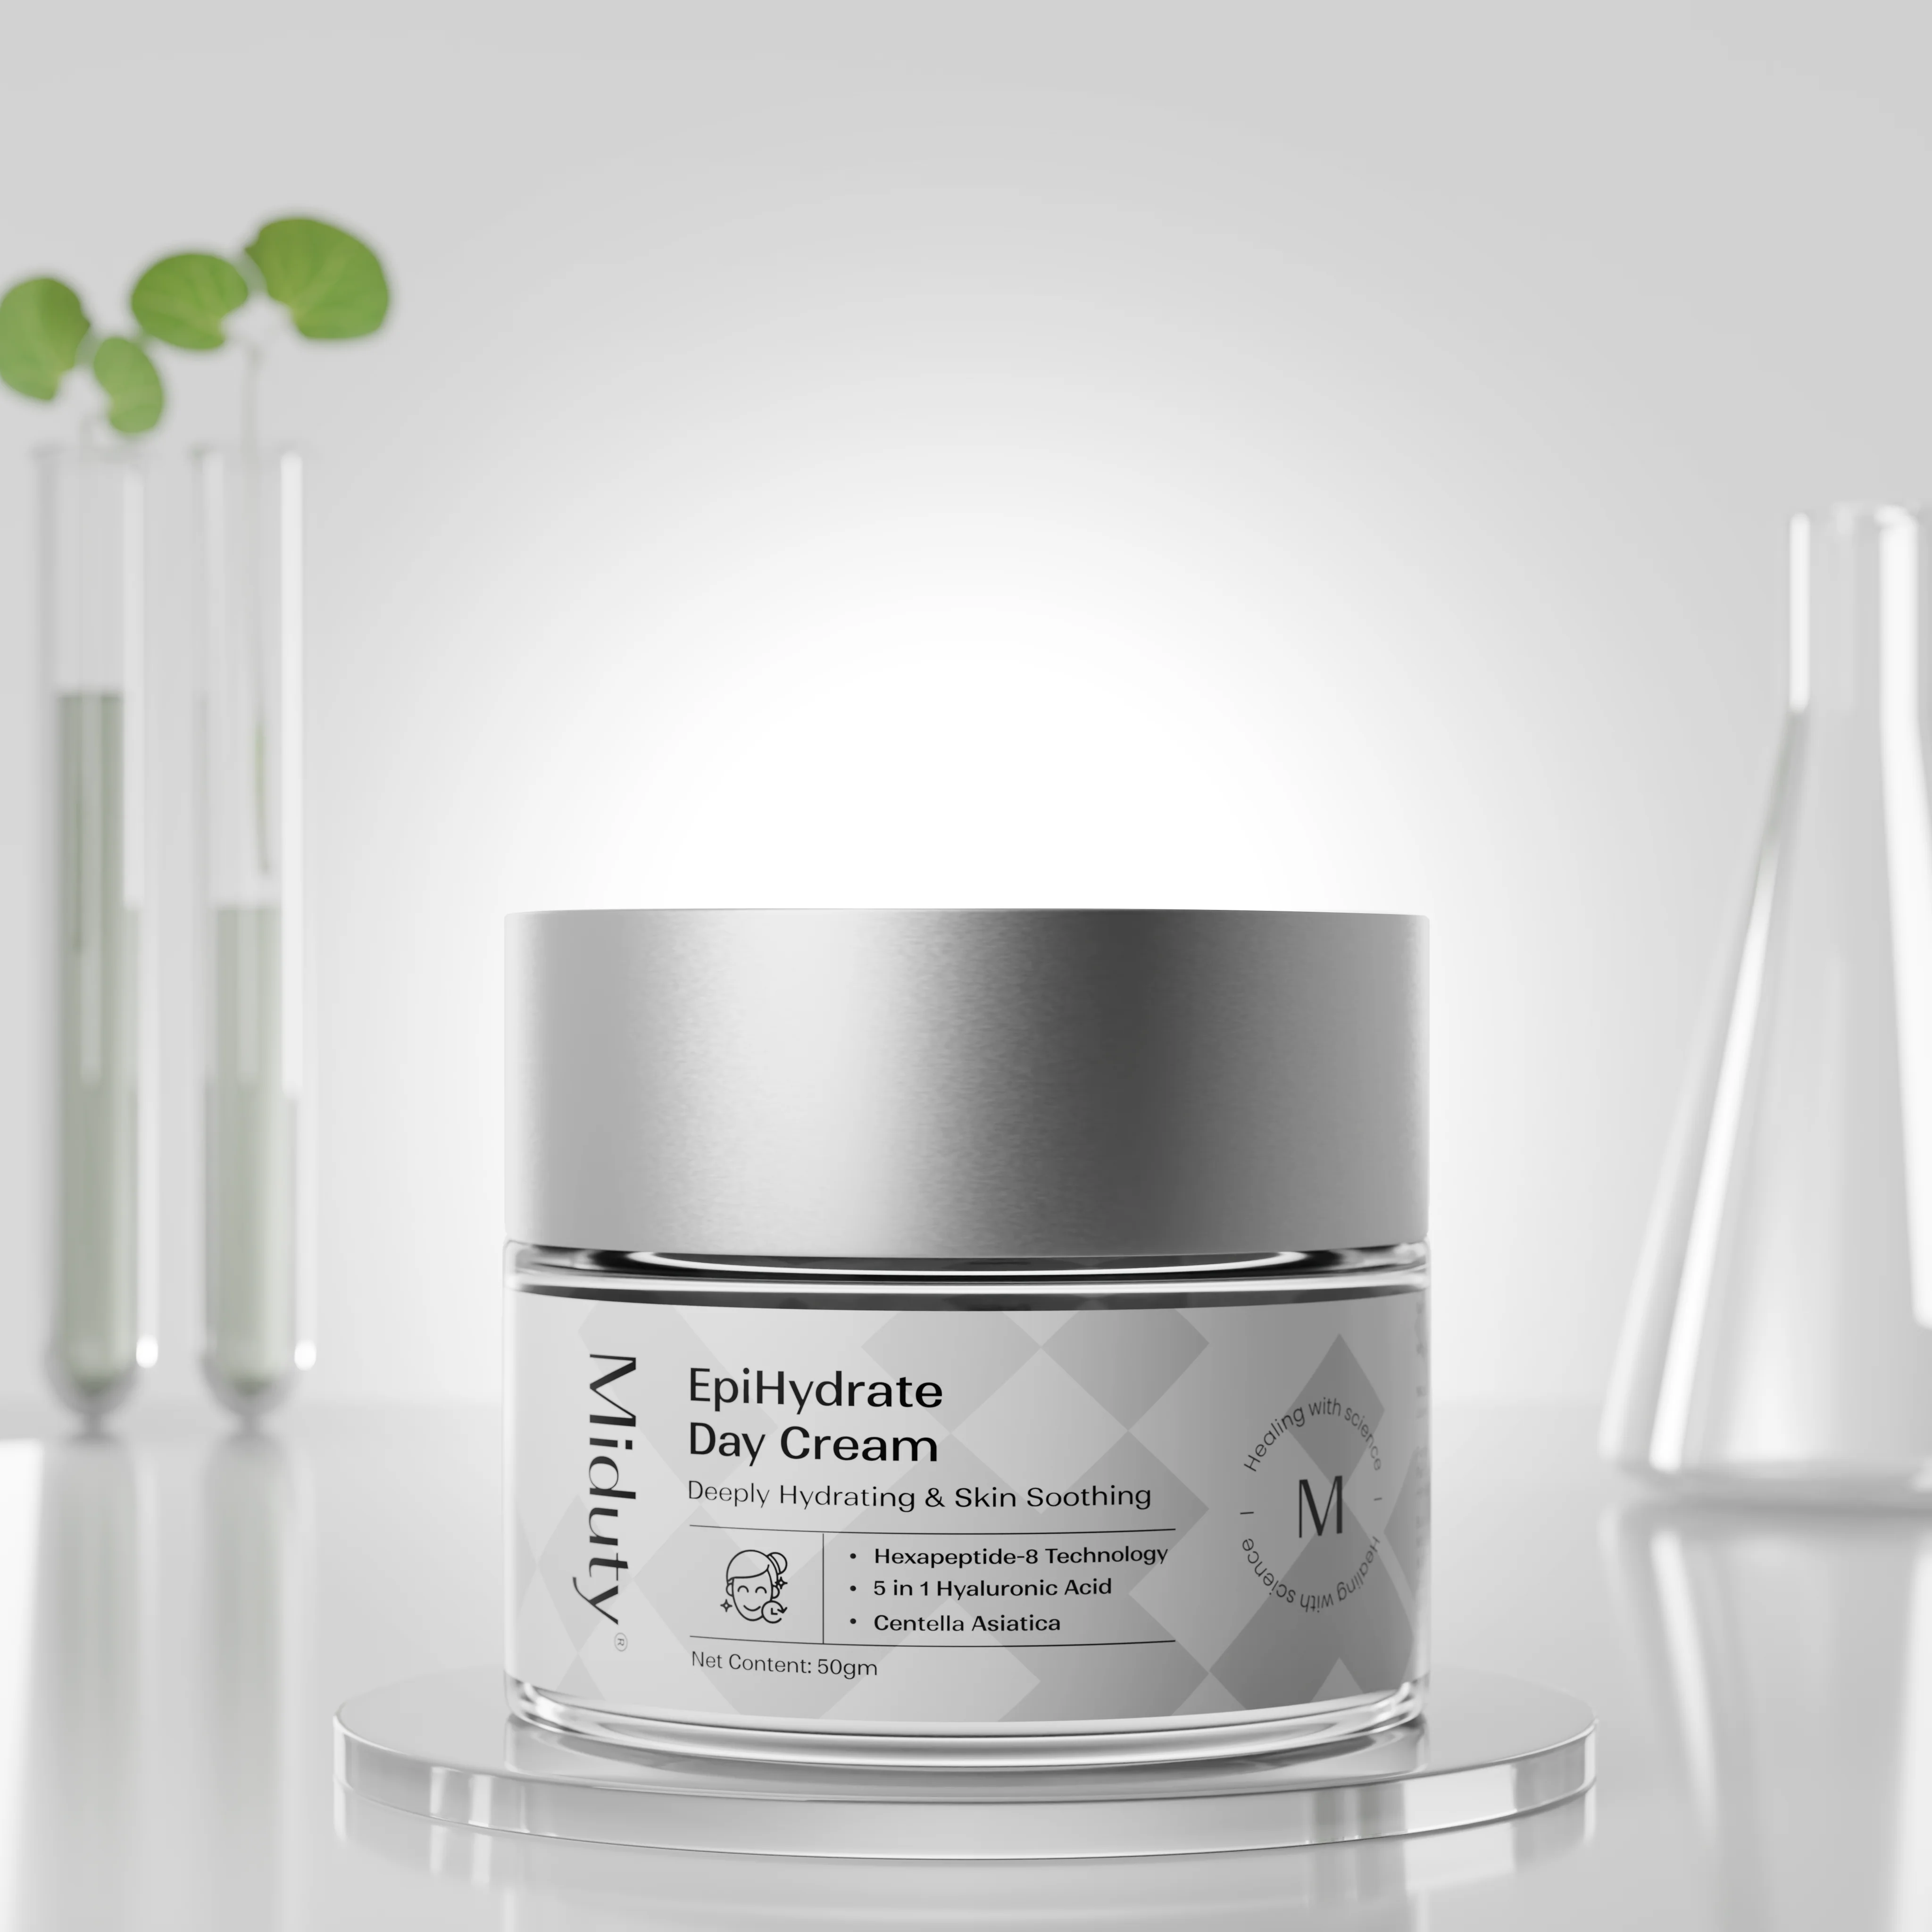 Miduty®
EpiHydrate
Day Cream
Deeply Hydrating & Skin Soothing
• Hexapeptide-8 Technology
• 5 in 1 Hyaluronic Acid
• Centella Asiatica
Net Content: 50gm
Healing with science
M
Healing with science